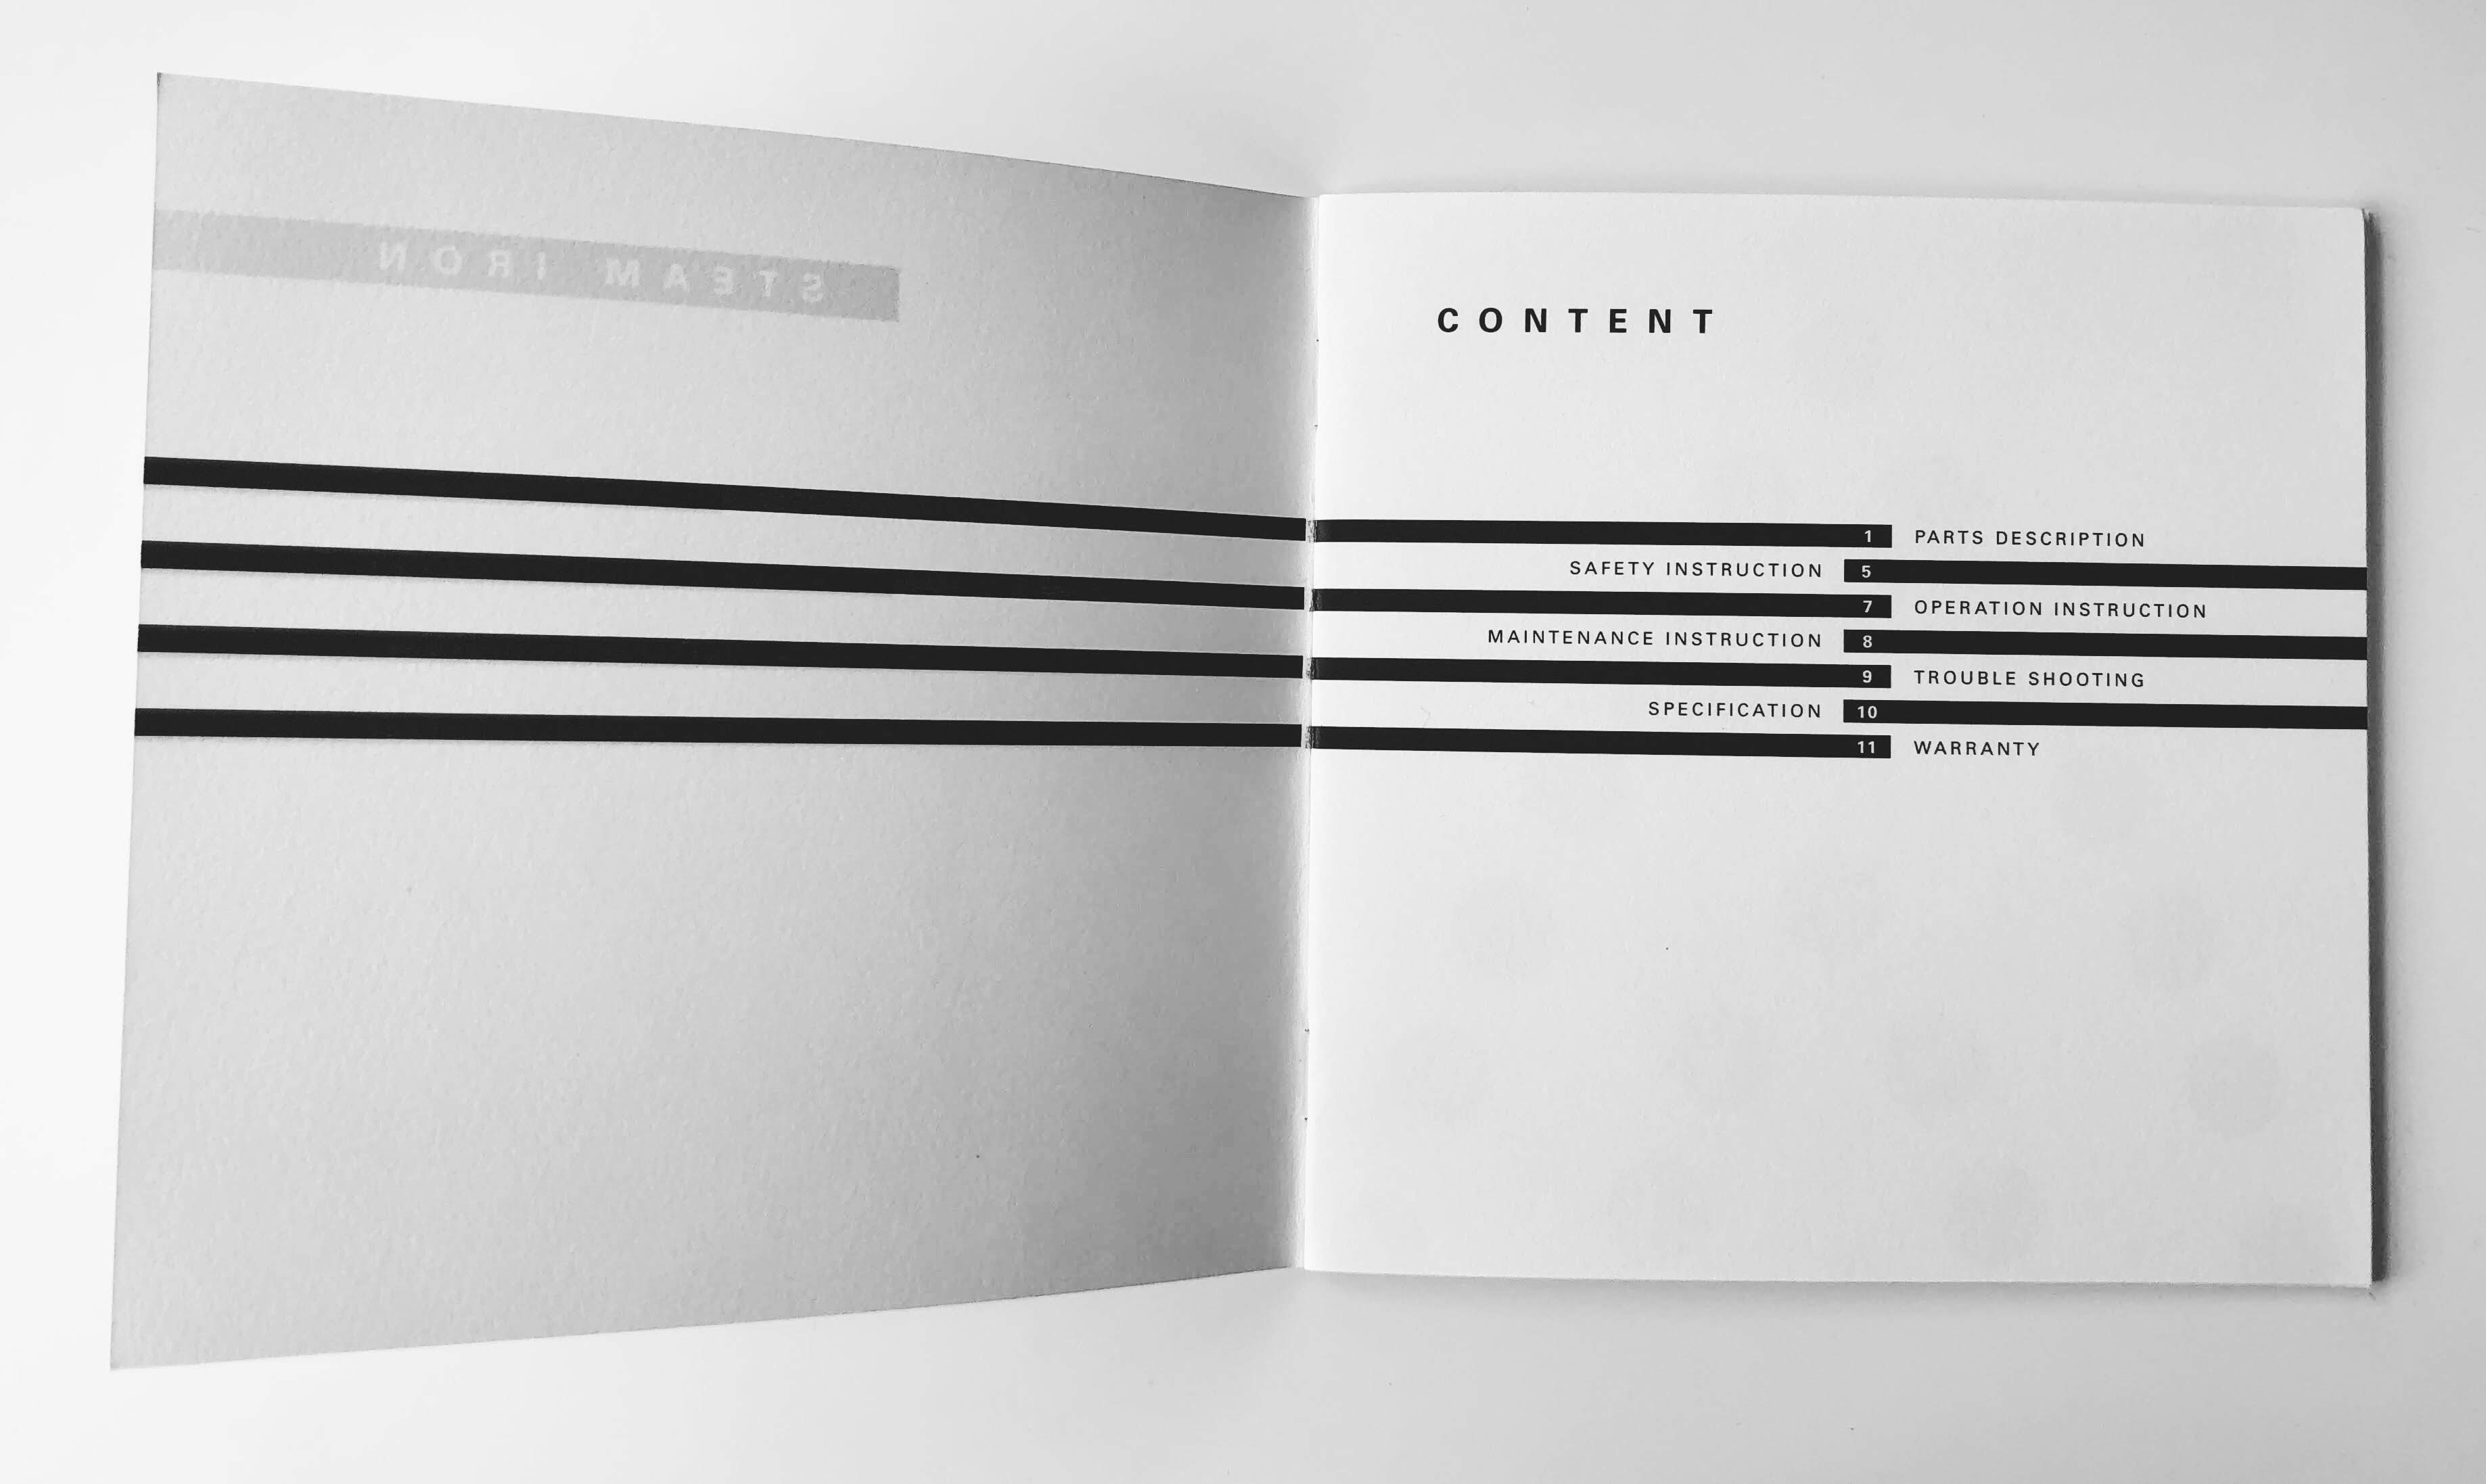 STEAM IRON
CONTENT
1 PARTS DESCRIPTION
SAFETY INSTRUCTION 5
7 OPERATION INSTRUCTION
MAINTENANCE INSTRUCTION 8
9 TROUBLE SHOOTING
SPECIFICATION 10
11 WARRANTY